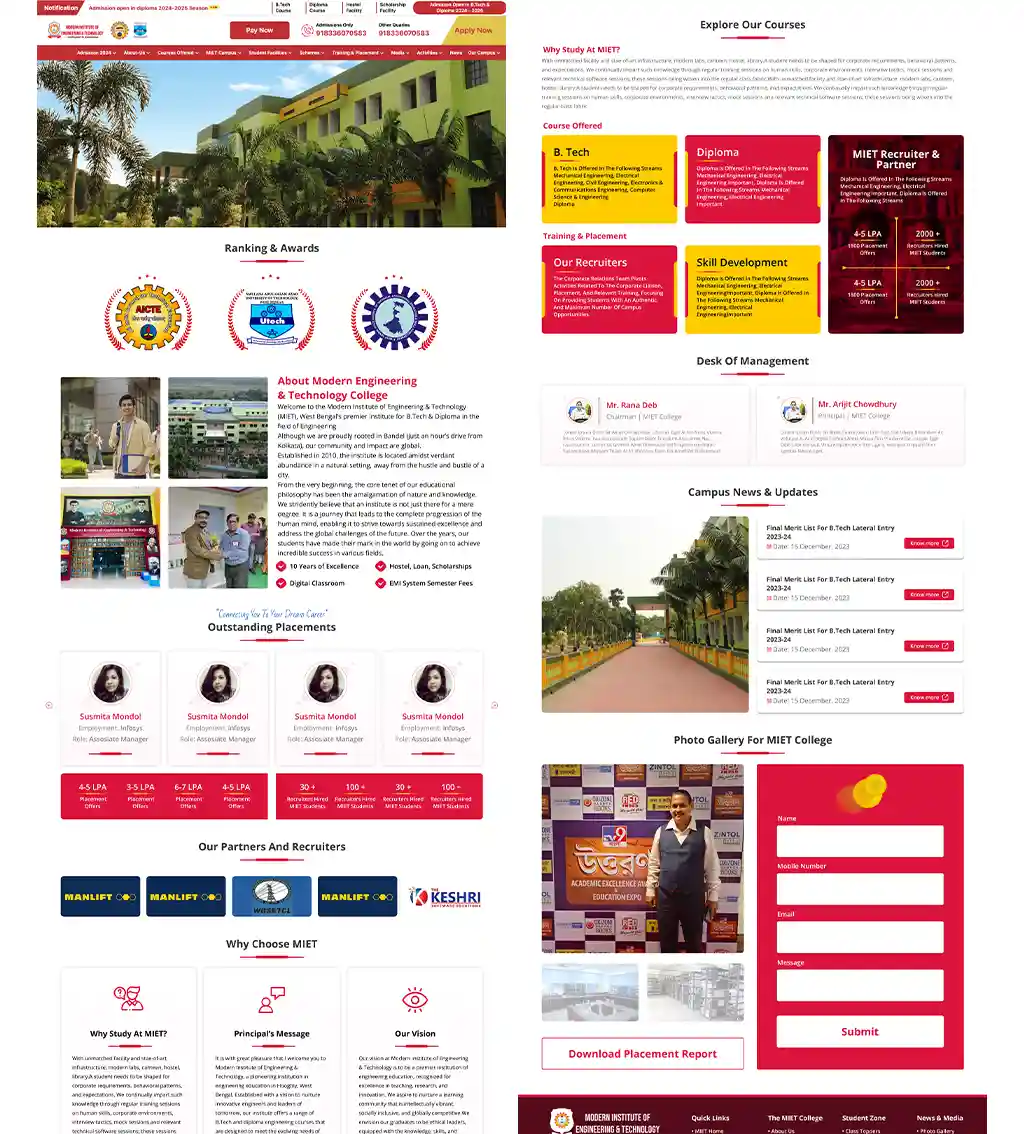 Notification
Admission open in diploma 2024-2025 Season
B.Tech Course
Diploma Course
Hostel Facility
Scholarship Facility
Admission Open in B.Tech & Diploma 2024 - 2025
MODERN INSTITUTE OF
ENGINEERING & TECHNOLOGY
Pay Now
Admissions Only
918336070583
Other Queries
918336070583
Apply Now
Admission 2024
About-Us
Courses Offered
MIET Campus
Student Facilities
Schemes
Training & Placement
Media
Activities
News
Our Campus
Ranking & Awards
AICTE
Utech
About Modern Engineering
& Technology College
Welcome to the Modern Institute of Engineering & Technology
(MIET), West Bengal's premier institute for B.Tech & Diploma in the
field of Engineering
Although we are proudly rooted in Bandel (just an hour's drive from
Kolkata), our community and impact are global.
Established in 2010, the institute is located amidst verdant
abundance in a natural setting, away from the hustle and bustle of a
city.
From the very beginning, the core tenet of our educational
philosophy has been the amalgamation of nature and knowledge.
We stridently believe that an institute is not just there for a mere
degree. It is a journey that leads to the complete progression of the
human mind, enabling it to strive towards sustained excellence and
address the global challenges of the future. Over the years, our
students have made their mark in the world by going on to achieve
incredible success in various fields.
10 Years of Excellence
Hostel, Loan, Scholarships
Digital Classroom
EMI System Semester Fees
"Connecting You To Your Dream Career"
Outstanding Placements
Susmita Mondol
Employment: Infosys
Role: Assosiate Manager
Susmita Mondol
Employment: Infosys
Role: Assosiate Manager
Susmita Mondol
Employment: Infosys
Role: Assosiate Manager
Susmita Mondol
Employment: Infosys
Role: Assosiate Manager
4-5 LPA
Placement
Offers
3-5 LPA
Placement
Offers
6-7 LPA
Placement
Offers
4-5 LPA
Placement
Offers
30 +
Recruiters Hired
MIET Students
100 +
Recruiters Hired
MIET Students
30 +
Recruiters Hired
MIET Students
100 +
Recruiters Hired
MIET Students
Our Partners And Recruiters
MANLIFT
MANLIFT
WBSETCL
MANLIFT
THE
KESHRI
SOFTWARE SOLUTIONS
Why Choose MIET
Why Study At MIET?
With unmatched facility and stae-of-art
infrastructure, modern labs, canteen, hostel,
library.A student needs to be shaped for
corporate requirements, behavioral patterns,
and expectations. We continually impart such
knowledge through regular training sessions
on human skills, corporate environments,
interview tactics, mock sessions and relevant
technical software sessions, these sessions
Principal's Message
It is with great pleasure that I welcome you to
Modern Institute of Engineering &
Technology, a pioneering institution in
engineering education in Hooghly, West
Bengal. Established with a vision to nurture
innovative engineers and leaders of
tomorrow, our institute offers a range of
B.Tech and diploma engineering courses that
are designed to meet the evolving needs of
Our Vision
Our vision at Modern Institute of Engineering
& Technology is to be a premier institution of
engineering education, recognized for
excellence in teaching, research, and
innovation. We aspire to nurture a learning
community that is intellectually vibrant,
socially inclusive, and globally competitive.We
envision our graduates to be ethical leaders,
equipped with the knowledge, skills, and
Explore Our Courses
Why Study At MIET?
With unmatched facility and stae-of-art infrastructure, modern labs, canteen, hostel, library.A student needs to be shaped for corporate requirements, behavioral patterns,
and expectations. We continually impart such knowledge through regular training sessions on human skills, corporate environments, interview tactics, mock sessions and
relevant technical software sessions, these sessions being woven into the regular class.
Course Offered
B. Tech
B. Tech Is Offered In The Following Streams
Mechanical Engineering, Electrical
Engineering, Civil Engineering, Electronics &
Communications Engineering, Computer
Science & Engineering
Diploma
Diploma
Diploma Is Offered In The Following Streams
Mechanical Engineering, Electrical
Engineering Important, Diploma Is Offered
In The Following Streams Mechanical
Engineering, Electrical Engineering
Important
MIET Recruiter &
Partner
Diploma Is Offered In The Following Streams
Mechanical Engineering, Electrical
Engineering Important, Diploma Is Offered
In The Following Streams
4-5 LPA
1500 Placement
Offers
2000 +
Recruiters Hired
MIET Students
4-5 LPA
1500 Placement
Offers
2000 +
Recruiters Hired
MIET Students
Training & Placement
Our Recruiters
The Corporate Relations Team Pivots
Activities Related To The Corporate Liaison,
Placement, And Relevant Training, Focusing
On Providing Students With An Authentic
And Maximum Number Of Campus
Opportunities.
Skill Development
Diploma Is Offered In The Following Streams
Mechanical Engineering, Electrical
EngineeringImportant, Diploma Is Offered In
The Following Streams Mechanical
Engineering, Electrical
EngineeringImportant
Desk Of Management
Mr. Rana Deb
Chairman | MIET College
Mr. Arijit Chowdhury
Principal | MIET College
Campus News & Updates
Final Merit List For B.Tech Lateral Entry
2023-24
Date: 15 December, 2023
Know more
Final Merit List For B.Tech Lateral Entry
2023-24
Date: 15 December, 2023
Know more
Final Merit List For B.Tech Lateral Entry
2023-24
Date: 15 December, 2023
Know more
Final Merit List For B.Tech Lateral Entry
2023-24
Date: 15 December, 2023
Know more
Photo Gallery For MIET College
ZINTOL
RED
TV 9
উত্তরণ
ACADEMIC EXCELLENCE
EDUCATION EXPO
ZINTOL
Name
Mobile Number
Email
Message
Submit
Download Placement Report
MODERN INSTITUTE OF
ENGINEERING & TECHNOLOGY
Quick Links
• MIET Home
The MIET College
• About Us
Student Zone
• Class Toppers
News & Media
• Photo Gallery